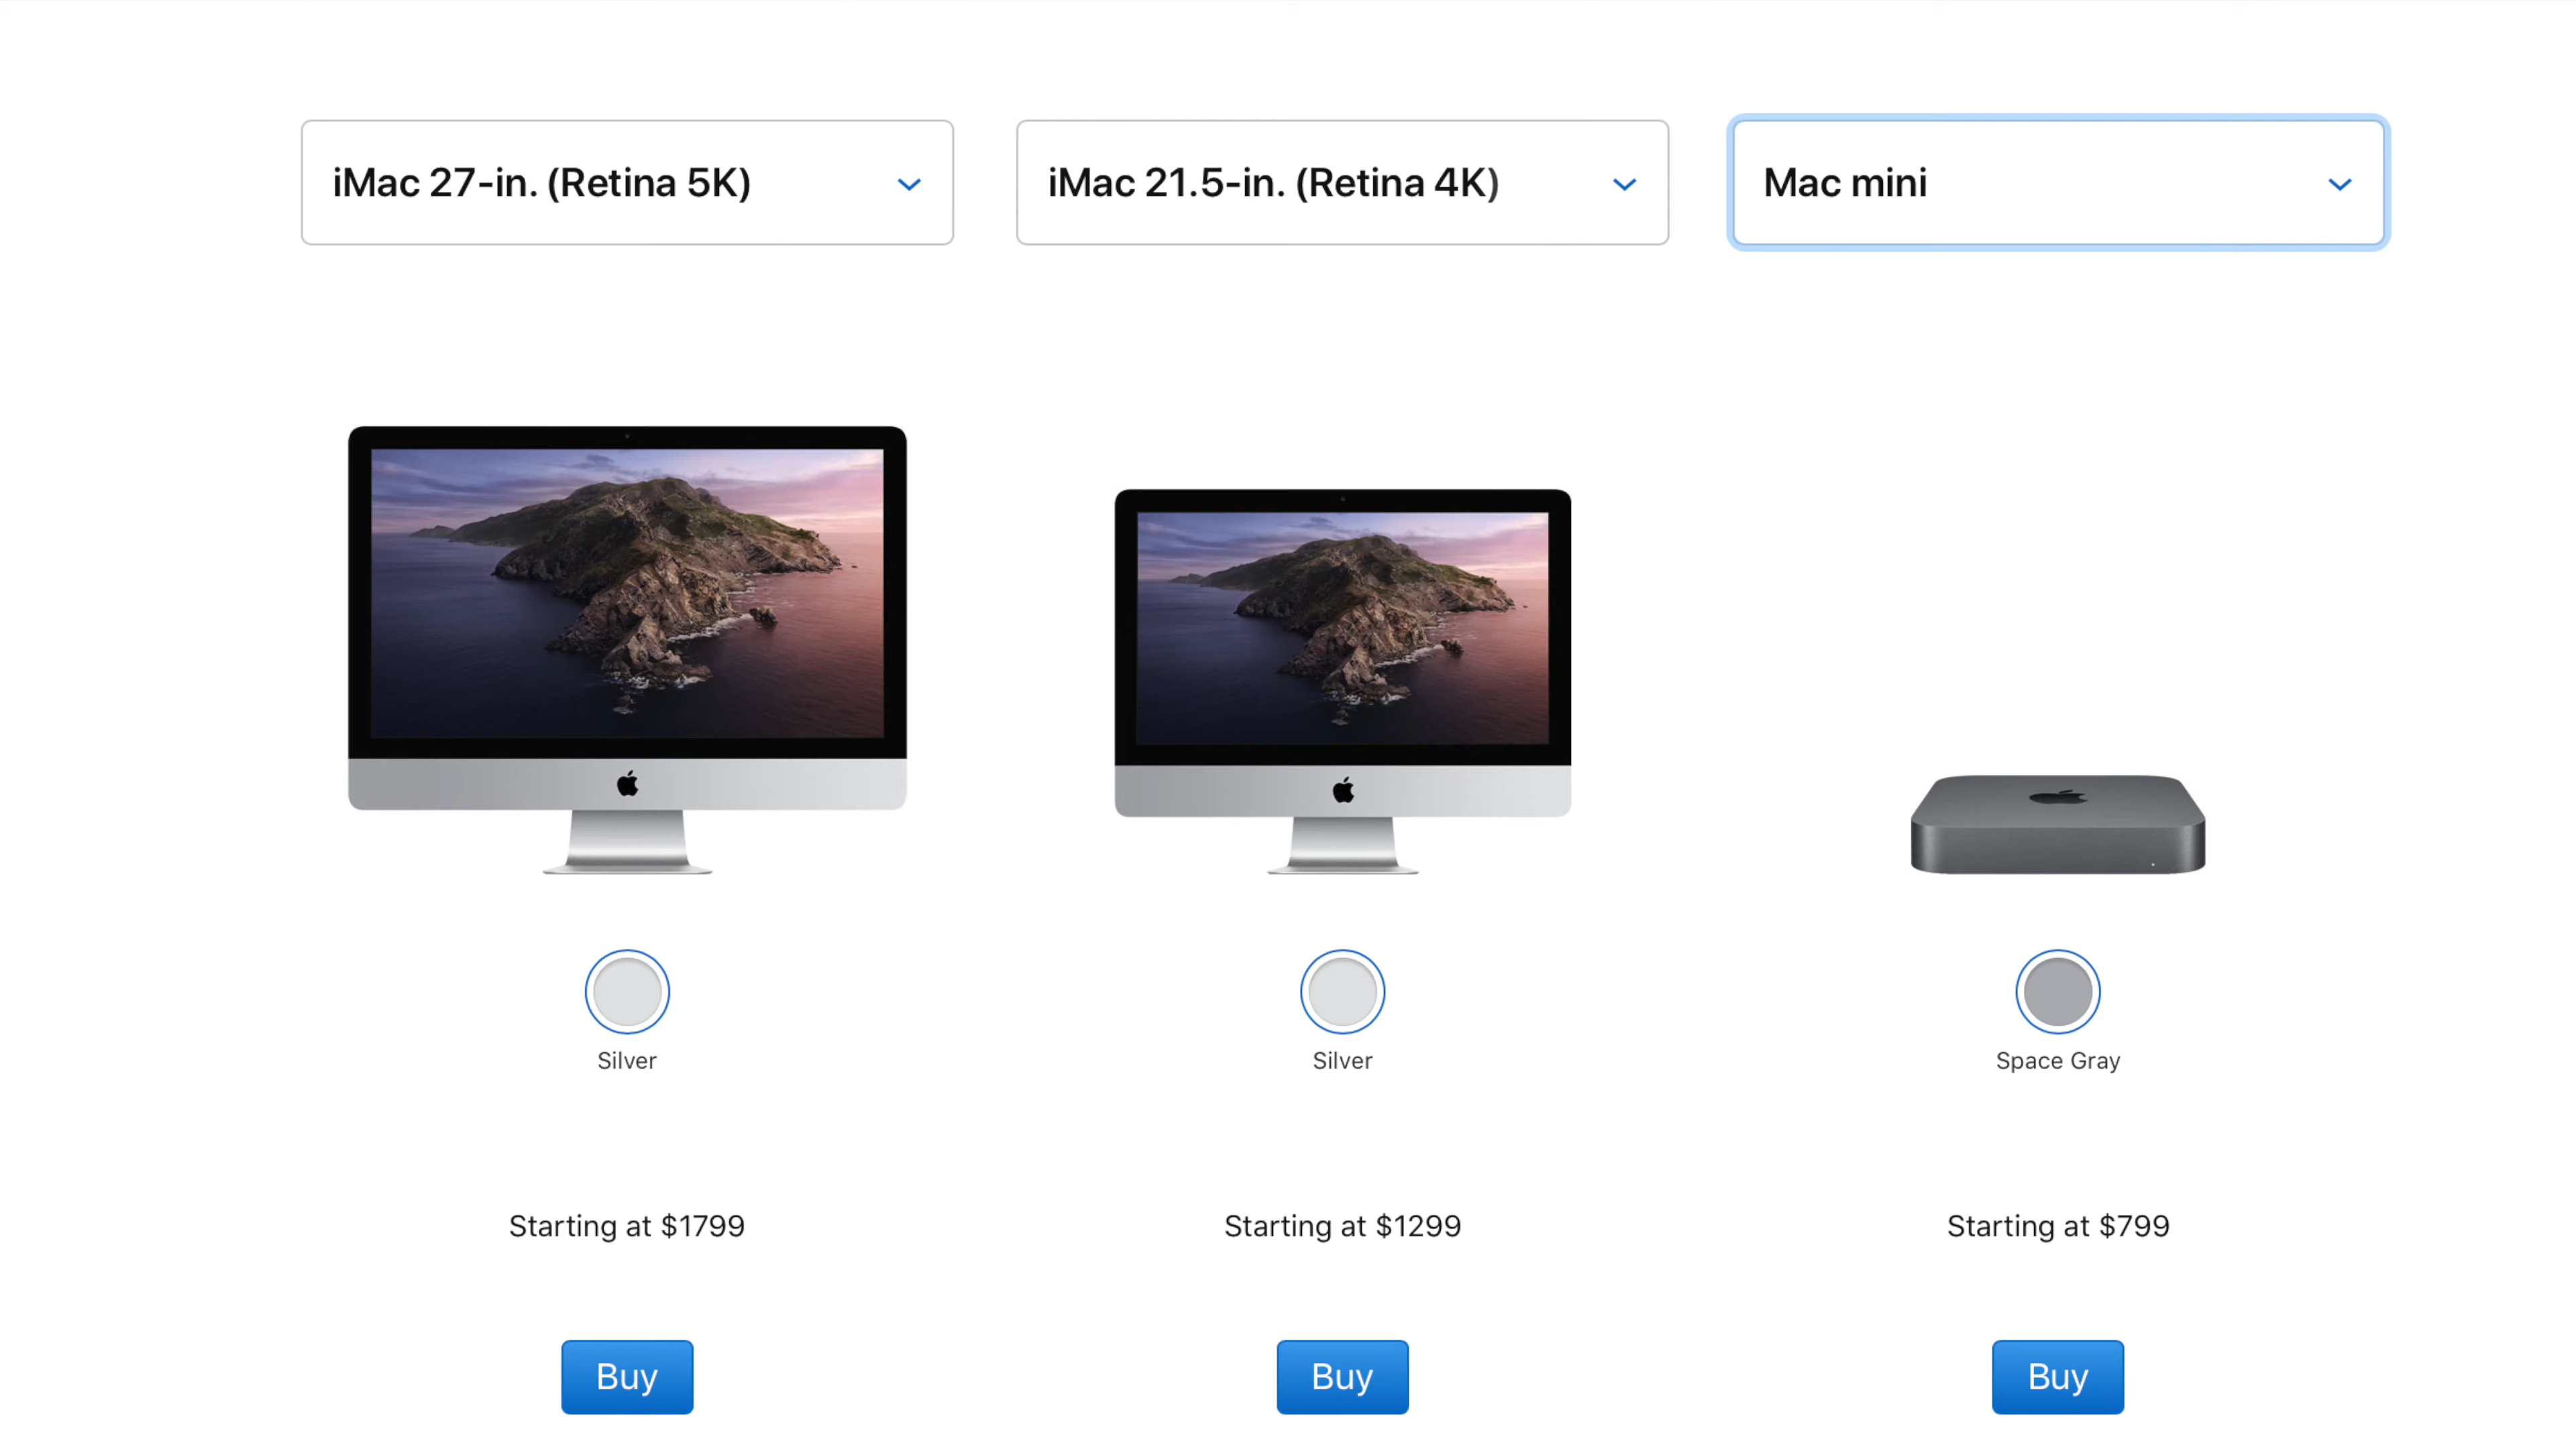 iMac 27-in. (Retina 5K)
iMac 21.5-in. (Retina 4K)
Mac mini
Silver
Silver
Space Gray
Starting at $1799
Starting at $1299
Starting at $799
Buy
Buy
Buy